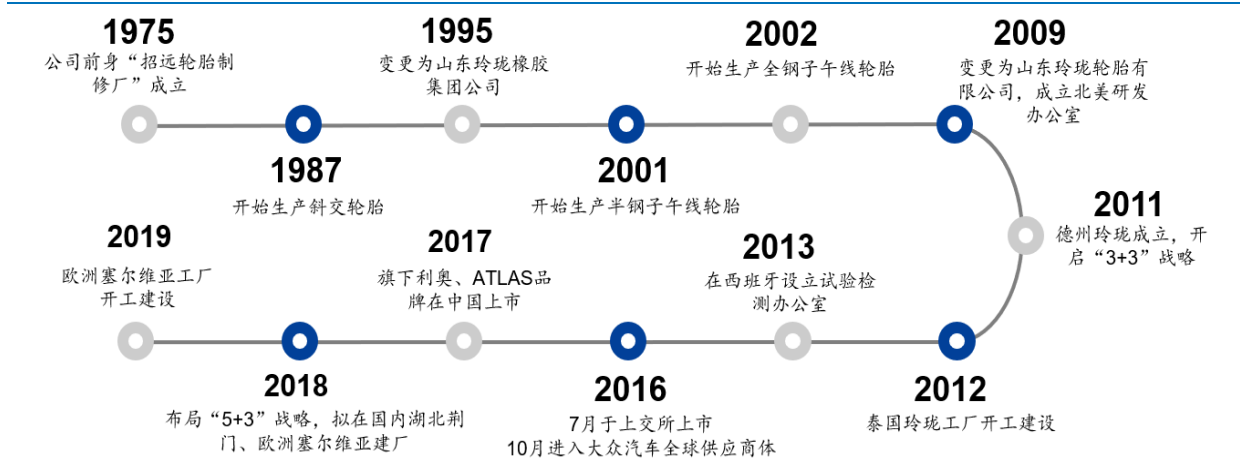 1975
公司前身“招远轮胎制
修厂”成立
1987
开始生产斜交轮胎
1995
变更为山东玲珑橡胶
集团公司
2001
开始生产半钢子午线轮胎
2002
开始生产全钢子午线轮胎
2009
变更为山东玲珑轮胎有
限公司，成立北美研发
办公室
2011
德州玲珑成立，开
启“3+3”战略
2012
泰国玲珑工厂开工建设
2013
在西班牙设立试验检
测办公室
2016
7月于上交所上市
10月进入大众汽车全球供应商体
2017
旗下利奥、ATLAS品
牌在中国上市
2018
布局“5+3”战略，拟在国内湖北荆
门、欧洲塞尔维亚建厂
2019
欧洲塞尔维亚工厂
开工建设